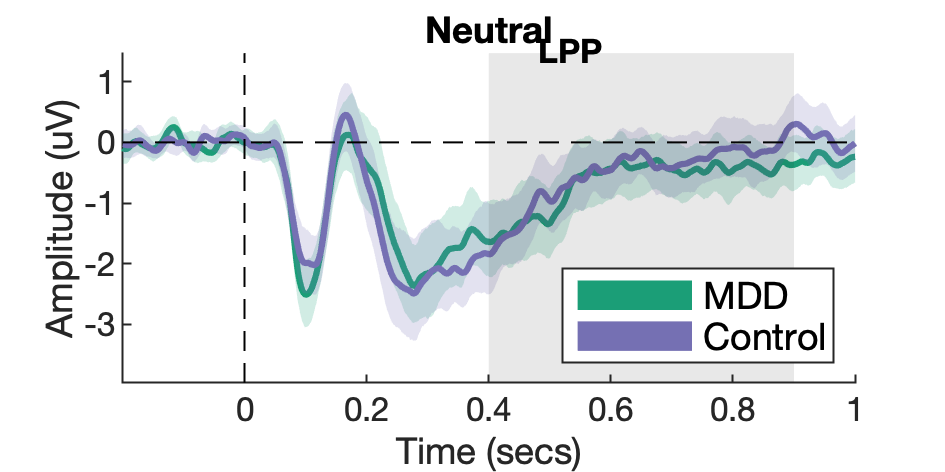 Neutral
LPP
Amplitude (uV)
1
0
-1
-2
-3
MDD
Control
0
0.2
0.4
0.6
0.8
1
Time (secs)